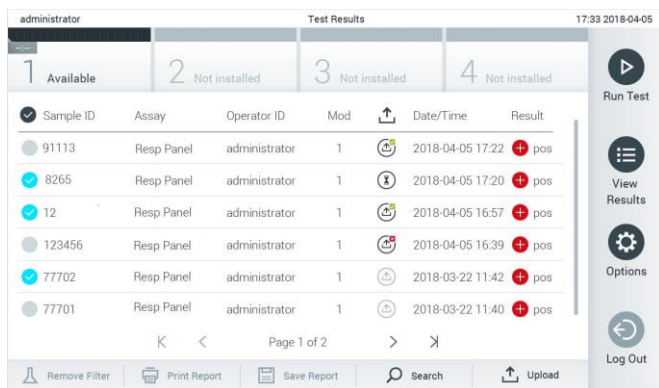 administrator Test Results 17:33 2018-04-05
1 Available 2 Not installed 3 Not installed 4 Not installed
Run Test
Sample ID Assay Operator ID Mod Date/Time Result
91113 Resp Panel administrator 1 2018-04-05 17:22 pos
8265 Resp Panel administrator 1 2018-04-05 17:20 pos
View
Results
12 Resp Panel administrator 1 2018-04-05 16:57 pos
123456 Resp Panel administrator 1 2018-04-05 16:39 pos
Options
77702 Resp Panel administrator 1 2018-03-22 11:42 pos
77701 Resp Panel administrator 1 2018-03-22 11:40 pos
Page 1 of 2
Log Out
Remove Filter Print Report Save Report Search Upload